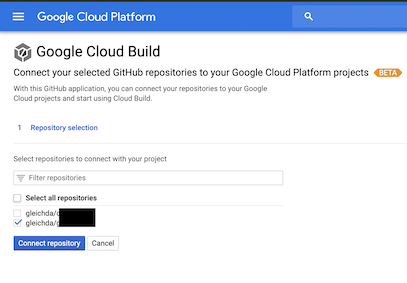 Google Cloud Platform
Google Cloud Build
Connect your selected GitHub repositories to your Google Cloud Platform projects BETA
With this GitHub application, you can connect your repositories to your Google
Cloud projects and start using Cloud Build.
1 Repository selection
Select repositories to connect with your project
Filter repositories
Select all repositories
gleichda/
gleichda/
Connect repository Cancel